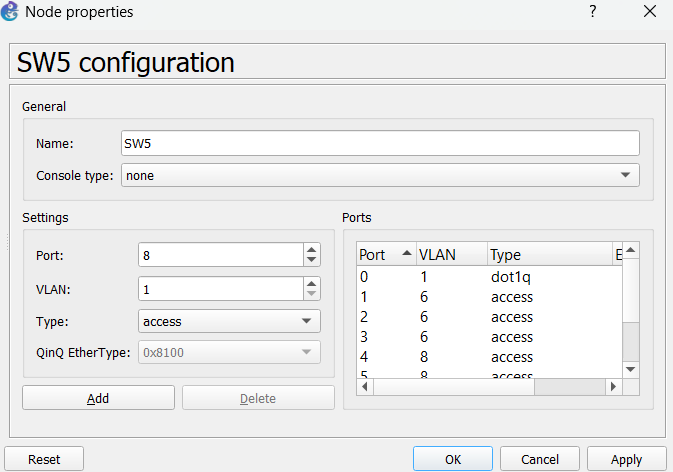 Node properties ?
SW5 configuration
General
Name: SW5
Console type: none
Settings
Port: 8
VLAN: 1
Type: access
QinQ EtherType: 0x8100
Add Delete
Ports
Port VLAN Type E
0 1 dot1q
1 6 access
2 6 access
3 6 access
4 8 access
5 8 access
Reset OK Cancel Apply